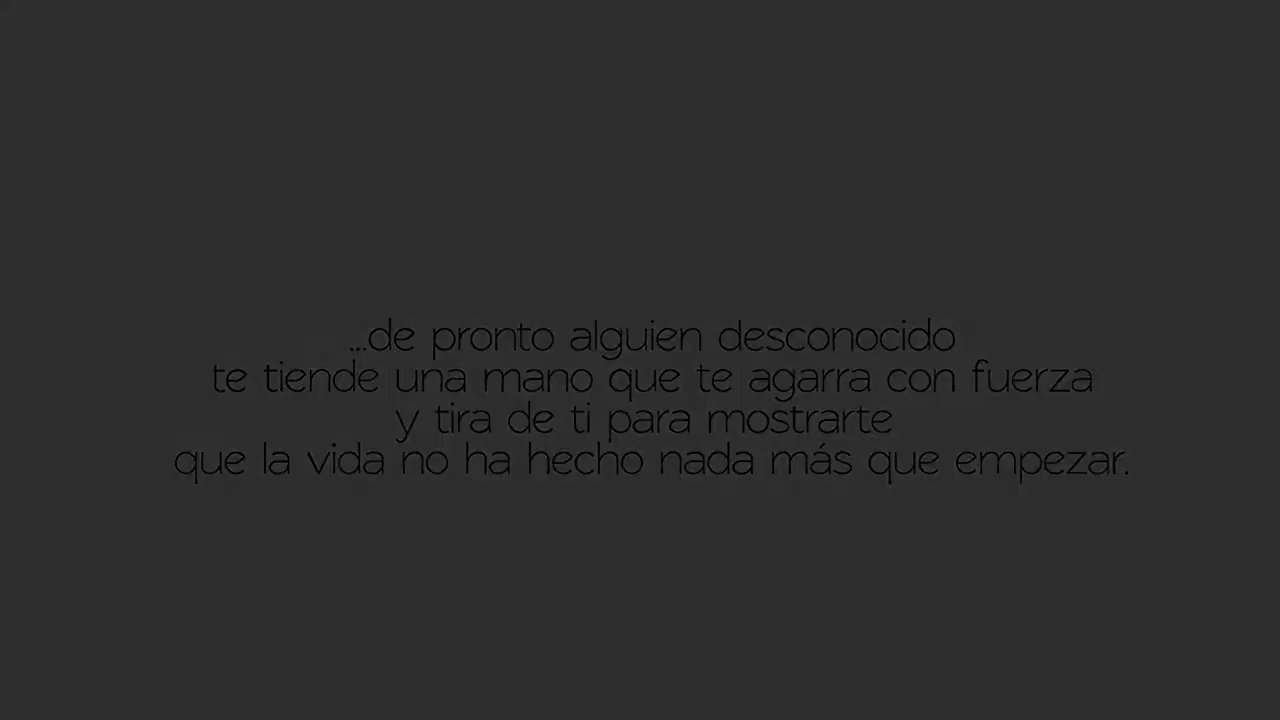 ...de pronto alguien desconocido
te tiende una mano que te agarra con fuerza
y tira de ti para mostrarte
que la vida no ha hecho nada más que empezar.